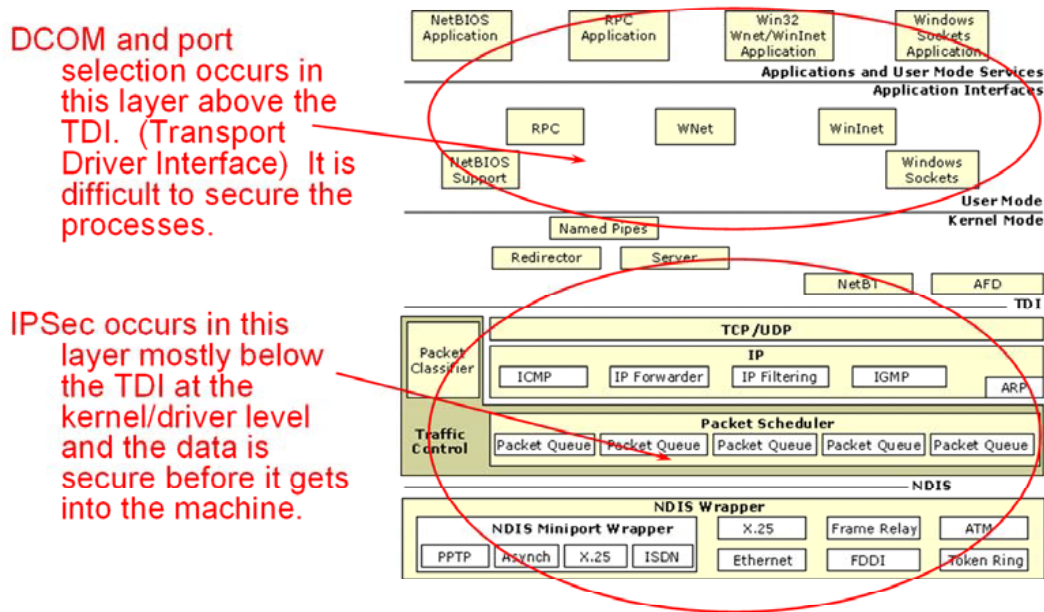 DCOM and port
selection occurs in
this layer above the
TDI. (Transport
Driver Interface) It is
difficult to secure the
processes.
IPSec occurs in this
layer mostly below
the TDI at the
kernel/driver level
and the data is
secure before it gets
into the machine.
NetBIOS
Application
RPC
Application
Win32
Wnet/WinInet
Application
Windows
Sockets
Application
Applications and User Mode Services
Application Interfaces
RPC
WNet
WinInet
NetBIOS
Support
Windows
Sockets
User Mode
Kernel Mode
Named Pipes
Redirector
Server
NetBT
AFD
TDI
Packet
Classifier
TCP/UDP
IP
ICMP
IP Forwarder
IP Filtering
IGMP
ARP
Traffic
Control
Packet Scheduler
Packet Queue
Packet Queue
Packet Queue
Packet Queue
Packet Queue
NDIS
NDIS Wrapper
NDIS Miniport Wrapper
PPTP
Asynch
X.25
ISDN
X.25
Frame Relay
ATM
Ethernet
FDDI
Token Ring